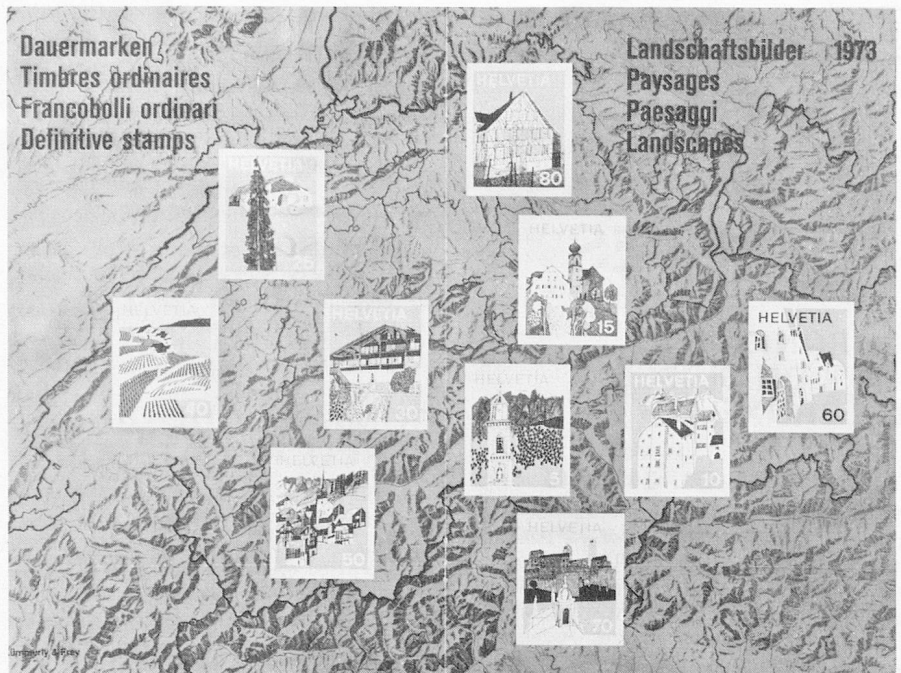 Dauermarken
Timbres ordinaires
Francobolli ordinari
Definitive stamps
Landschaftsbilder 1973
Paysages
Paesaggi
Landscapes
HELVETIA
80
HELVETIA
15
HELVETIA
30
HELVETIA
60
HELVETIA
5
HELVETIA
10
HELVETIA
50
HELVETIA
70